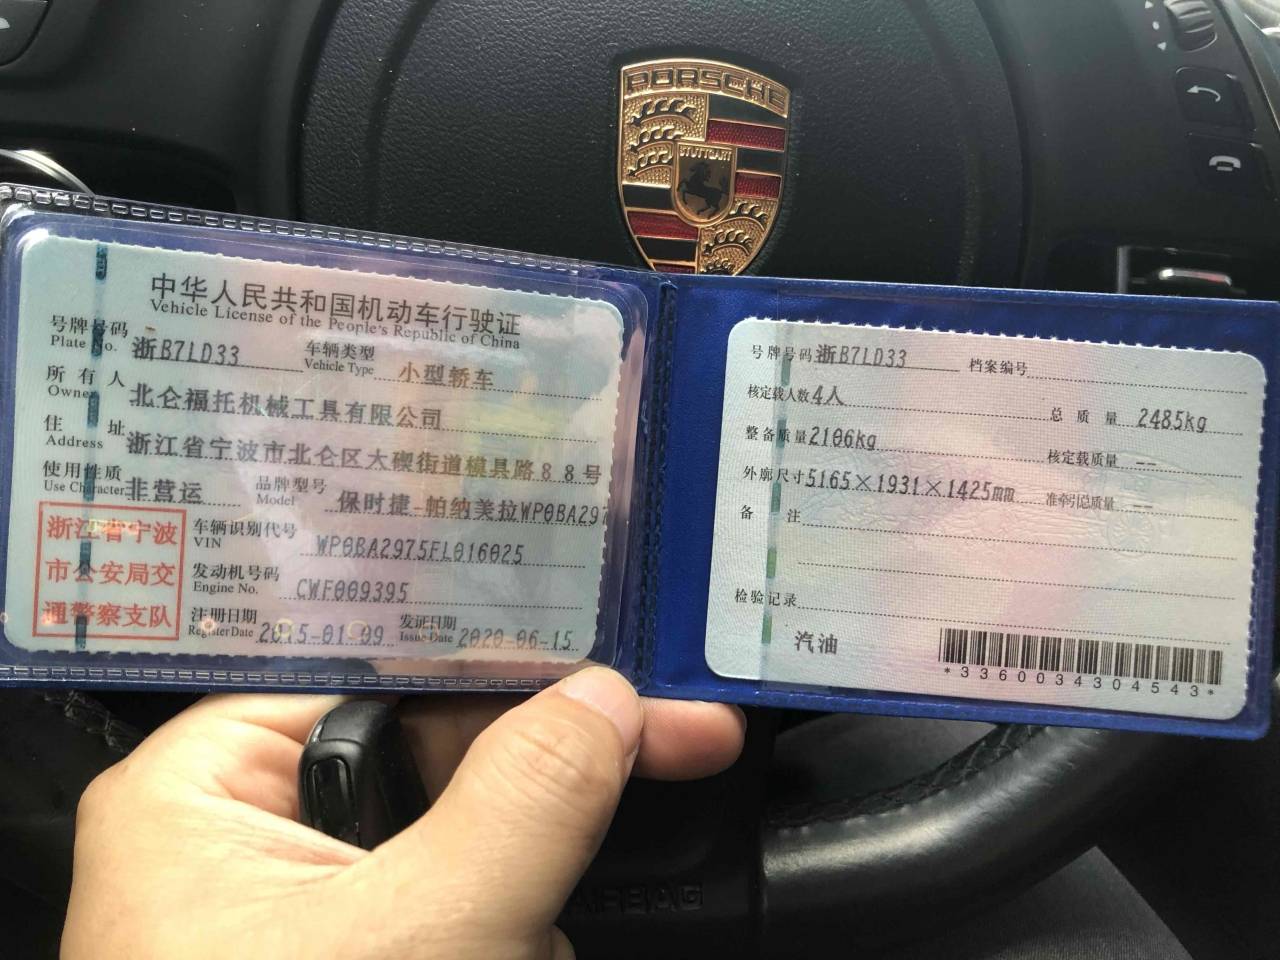 PORSCHE
STUTTGART
中华人民共和国机动车行驶证
Vehicle License of the People's Republic of China
号牌号码 浙B7LD33 车辆类型 小型轿车
Plate No. Vehicle Type
所有人 北仑福托机械工具有限公司
Owner
住址 浙江省宁波市北仑区大碶街道模具路88号
Address
使用性质 非营运 品牌型号 保时捷-帕纳美拉WP0BA297
Use Character Model
浙江省宁波
市公安局交
通警察支队
车辆识别代号 WP0BA2975FL016025
VIN
发动机号码 CWF009395
Engine No.
注册日期 2015-01-09 发证日期 2020-06-15
Register Date Issue Date
号牌号码 浙B7LD33 档案编号
核定载人数 4人 总质量 2485kg
整备质量 2106kg 核定载质量 --
外廓尺寸 5165×1931×1425mm 准牵引总质量 --
备注
检验记录
汽油
*3360034304543*
AIRBAG